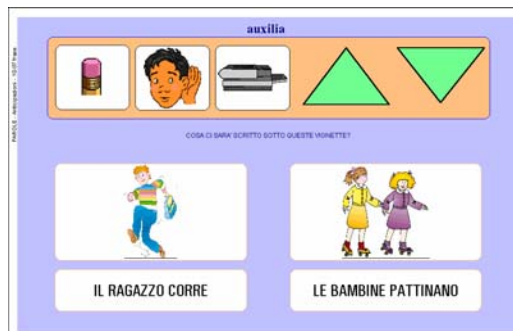 auxilia
COSA CI SARA' SCRITTO SOTTO QUESTE VIGNETTE?
IL RAGAZZO CORRE
LE BAMBINE PATTINANO